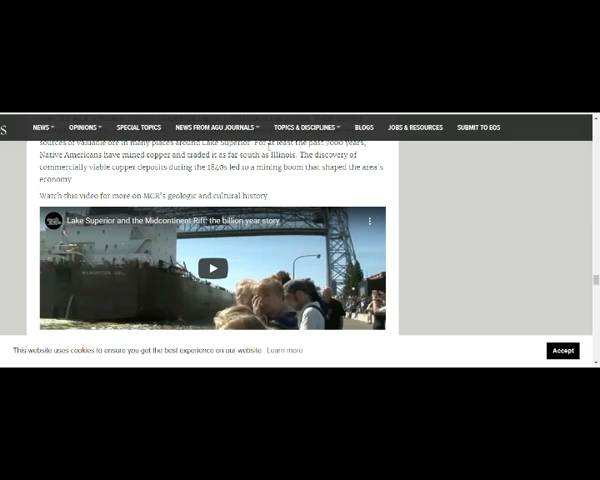 S
NEWS OPINIONS SPECIAL TOPICS NEWS FROM AGU JOURNALS TOPICS & DISCIPLINES BLOGS JOBS & RESOURCES SUBMIT TO EOS
sources of valuable ore in many places around Lake Superior. For at least the past 7000 years,
Native Americans have mined copper and traded it as far south as Illinois. The discovery of
commercially viable copper deposits during the 1840s led to a mining boom that shaped the area's
economy
Watch this video for more on MCR's geologic and cultural history.
Lake Superior and the Midcontinent Rift: the billion year story
This website uses cookies to ensure you get the best experience on our website Learn more
Accept